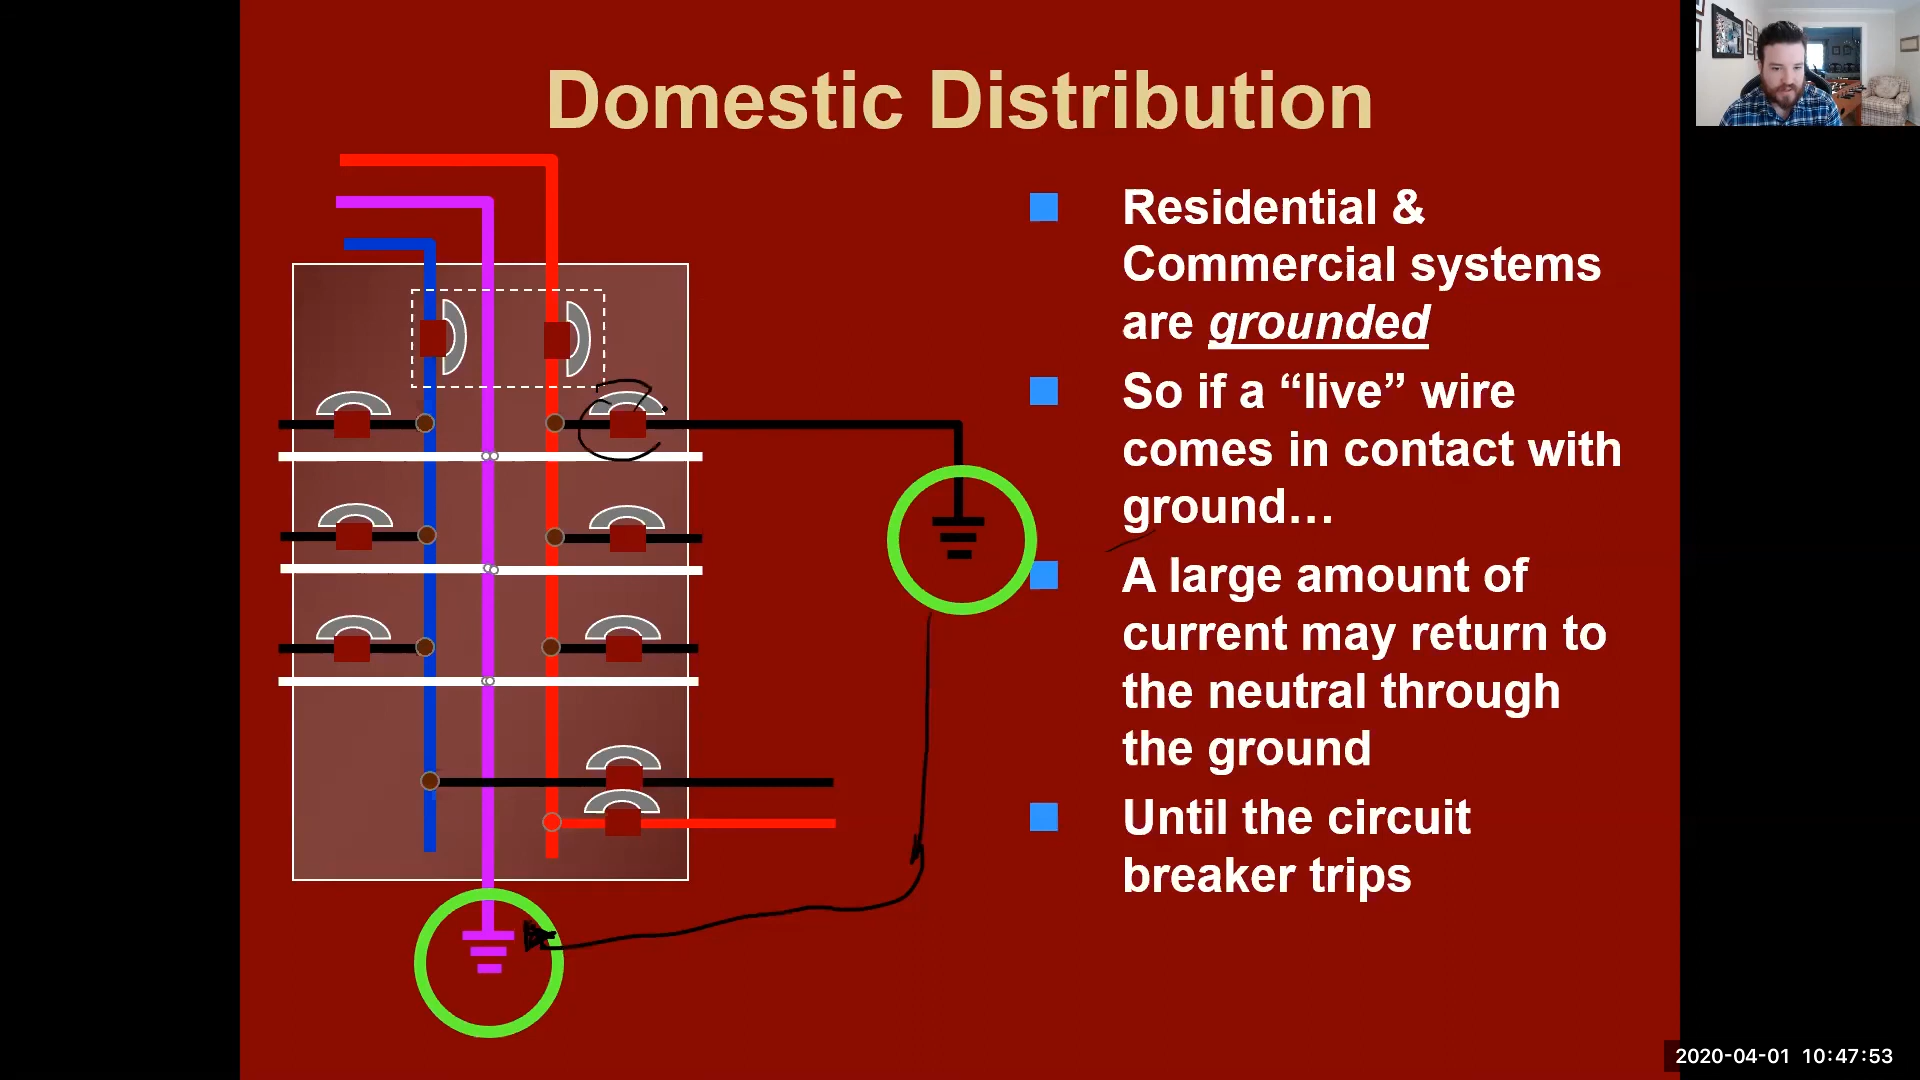 Domestic Distribution
Residential &
Commercial systems
are grounded
So if a “live” wire
comes in contact with
ground…
A large amount of
current may return to
the neutral through
the ground
Until the circuit
breaker trips
2020-04-01 10:47:53